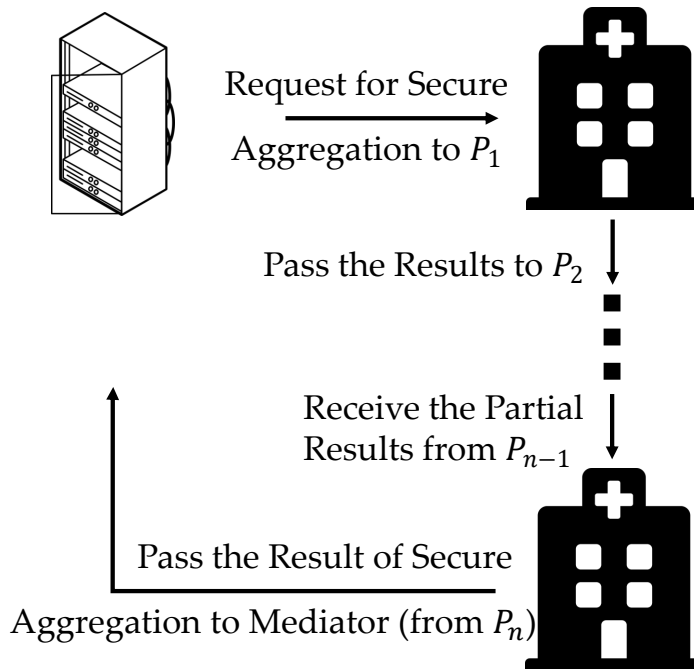 Request for Secure
Aggregation to P₁
Pass the Results to P₂
Receive the Partial
Results from Pₙ₋₁
Pass the Result of Secure
Aggregation to Mediator (from Pₙ)